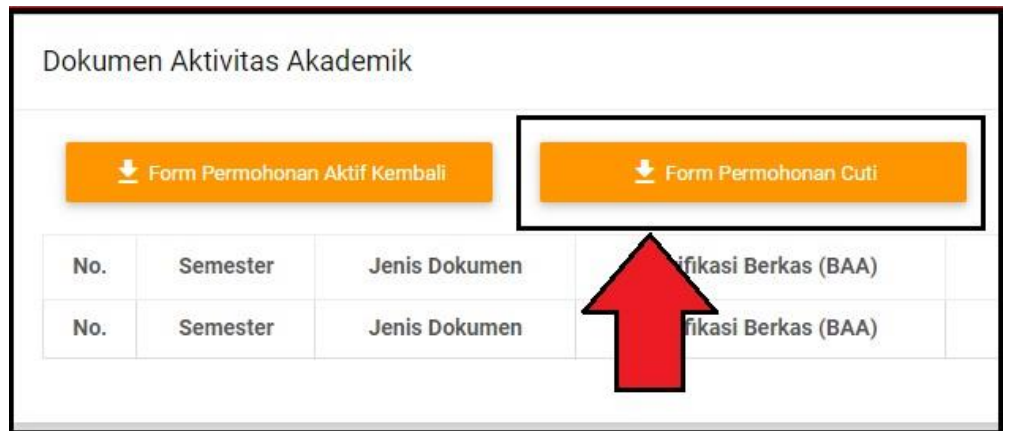 Dokumen Aktivitas Akademik
Form Permohonan Aktif Kembali Form Permohonan Cuti
No. Semester Jenis Dokumen Berkas (BAA)
No. Semester Jenis Dokumen Berkas (BAA)